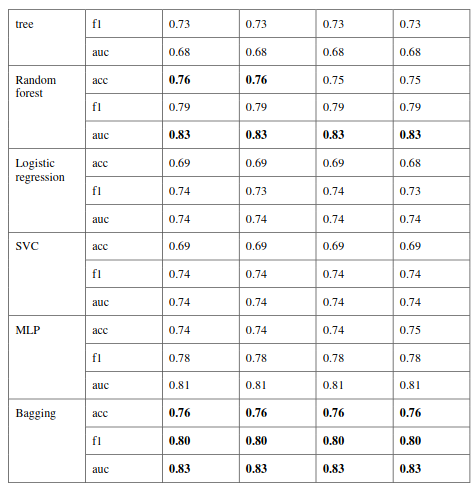 tree f1 0.73 0.73 0.73 0.73
auc 0.68 0.68 0.68 0.68
Random forest acc 0.76 0.76 0.75 0.75
f1 0.79 0.79 0.79 0.79
auc 0.83 0.83 0.83 0.83
Logistic regression acc 0.69 0.69 0.69 0.68
f1 0.74 0.73 0.74 0.73
auc 0.74 0.74 0.74 0.74
SVC acc 0.69 0.69 0.69 0.69
f1 0.74 0.74 0.74 0.74
auc 0.74 0.74 0.74 0.74
MLP acc 0.74 0.74 0.74 0.75
f1 0.78 0.78 0.78 0.78
auc 0.81 0.81 0.81 0.81
Bagging acc 0.76 0.76 0.76 0.76
f1 0.80 0.80 0.80 0.80
auc 0.83 0.83 0.83 0.83